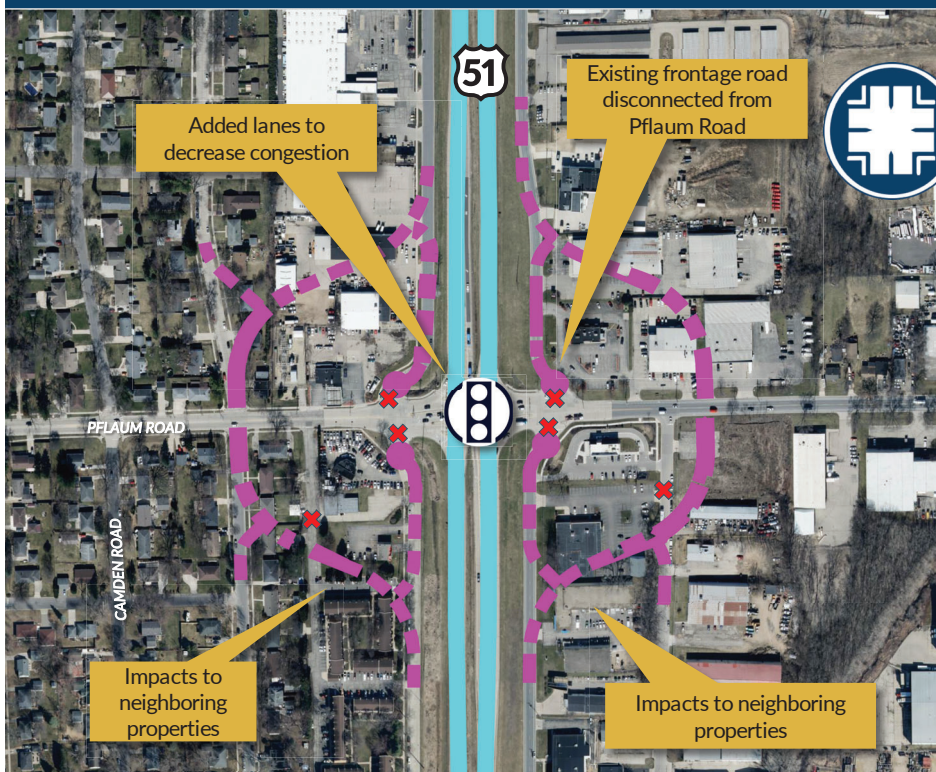 51
Existing frontage road
disconnected from
Pflaum Road
Added lanes to
decrease congestion
PFLAUM ROAD
CAMDEN ROAD
Impacts to
neighboring
properties
Impacts to neighboring
properties